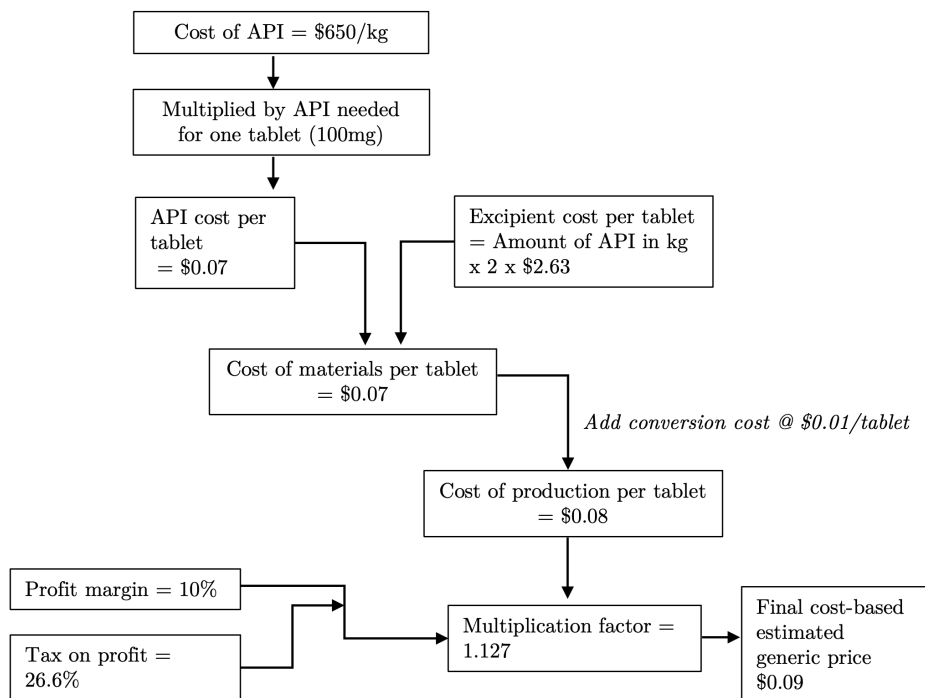 Cost of API = $650/kg
Multiplied by API needed
for one tablet (100mg)
API cost per
tablet
= $0.07
Excipient cost per tablet
= Amount of API in kg
x 2 x $2.63
Cost of materials per tablet
= $0.07
Add conversion cost @ $0.01/tablet
Cost of production per tablet
= $0.08
Profit margin = 10%
Tax on profit =
26.6%
Multiplication factor =
1.127
Final cost-based
estimated
generic price
$0.09